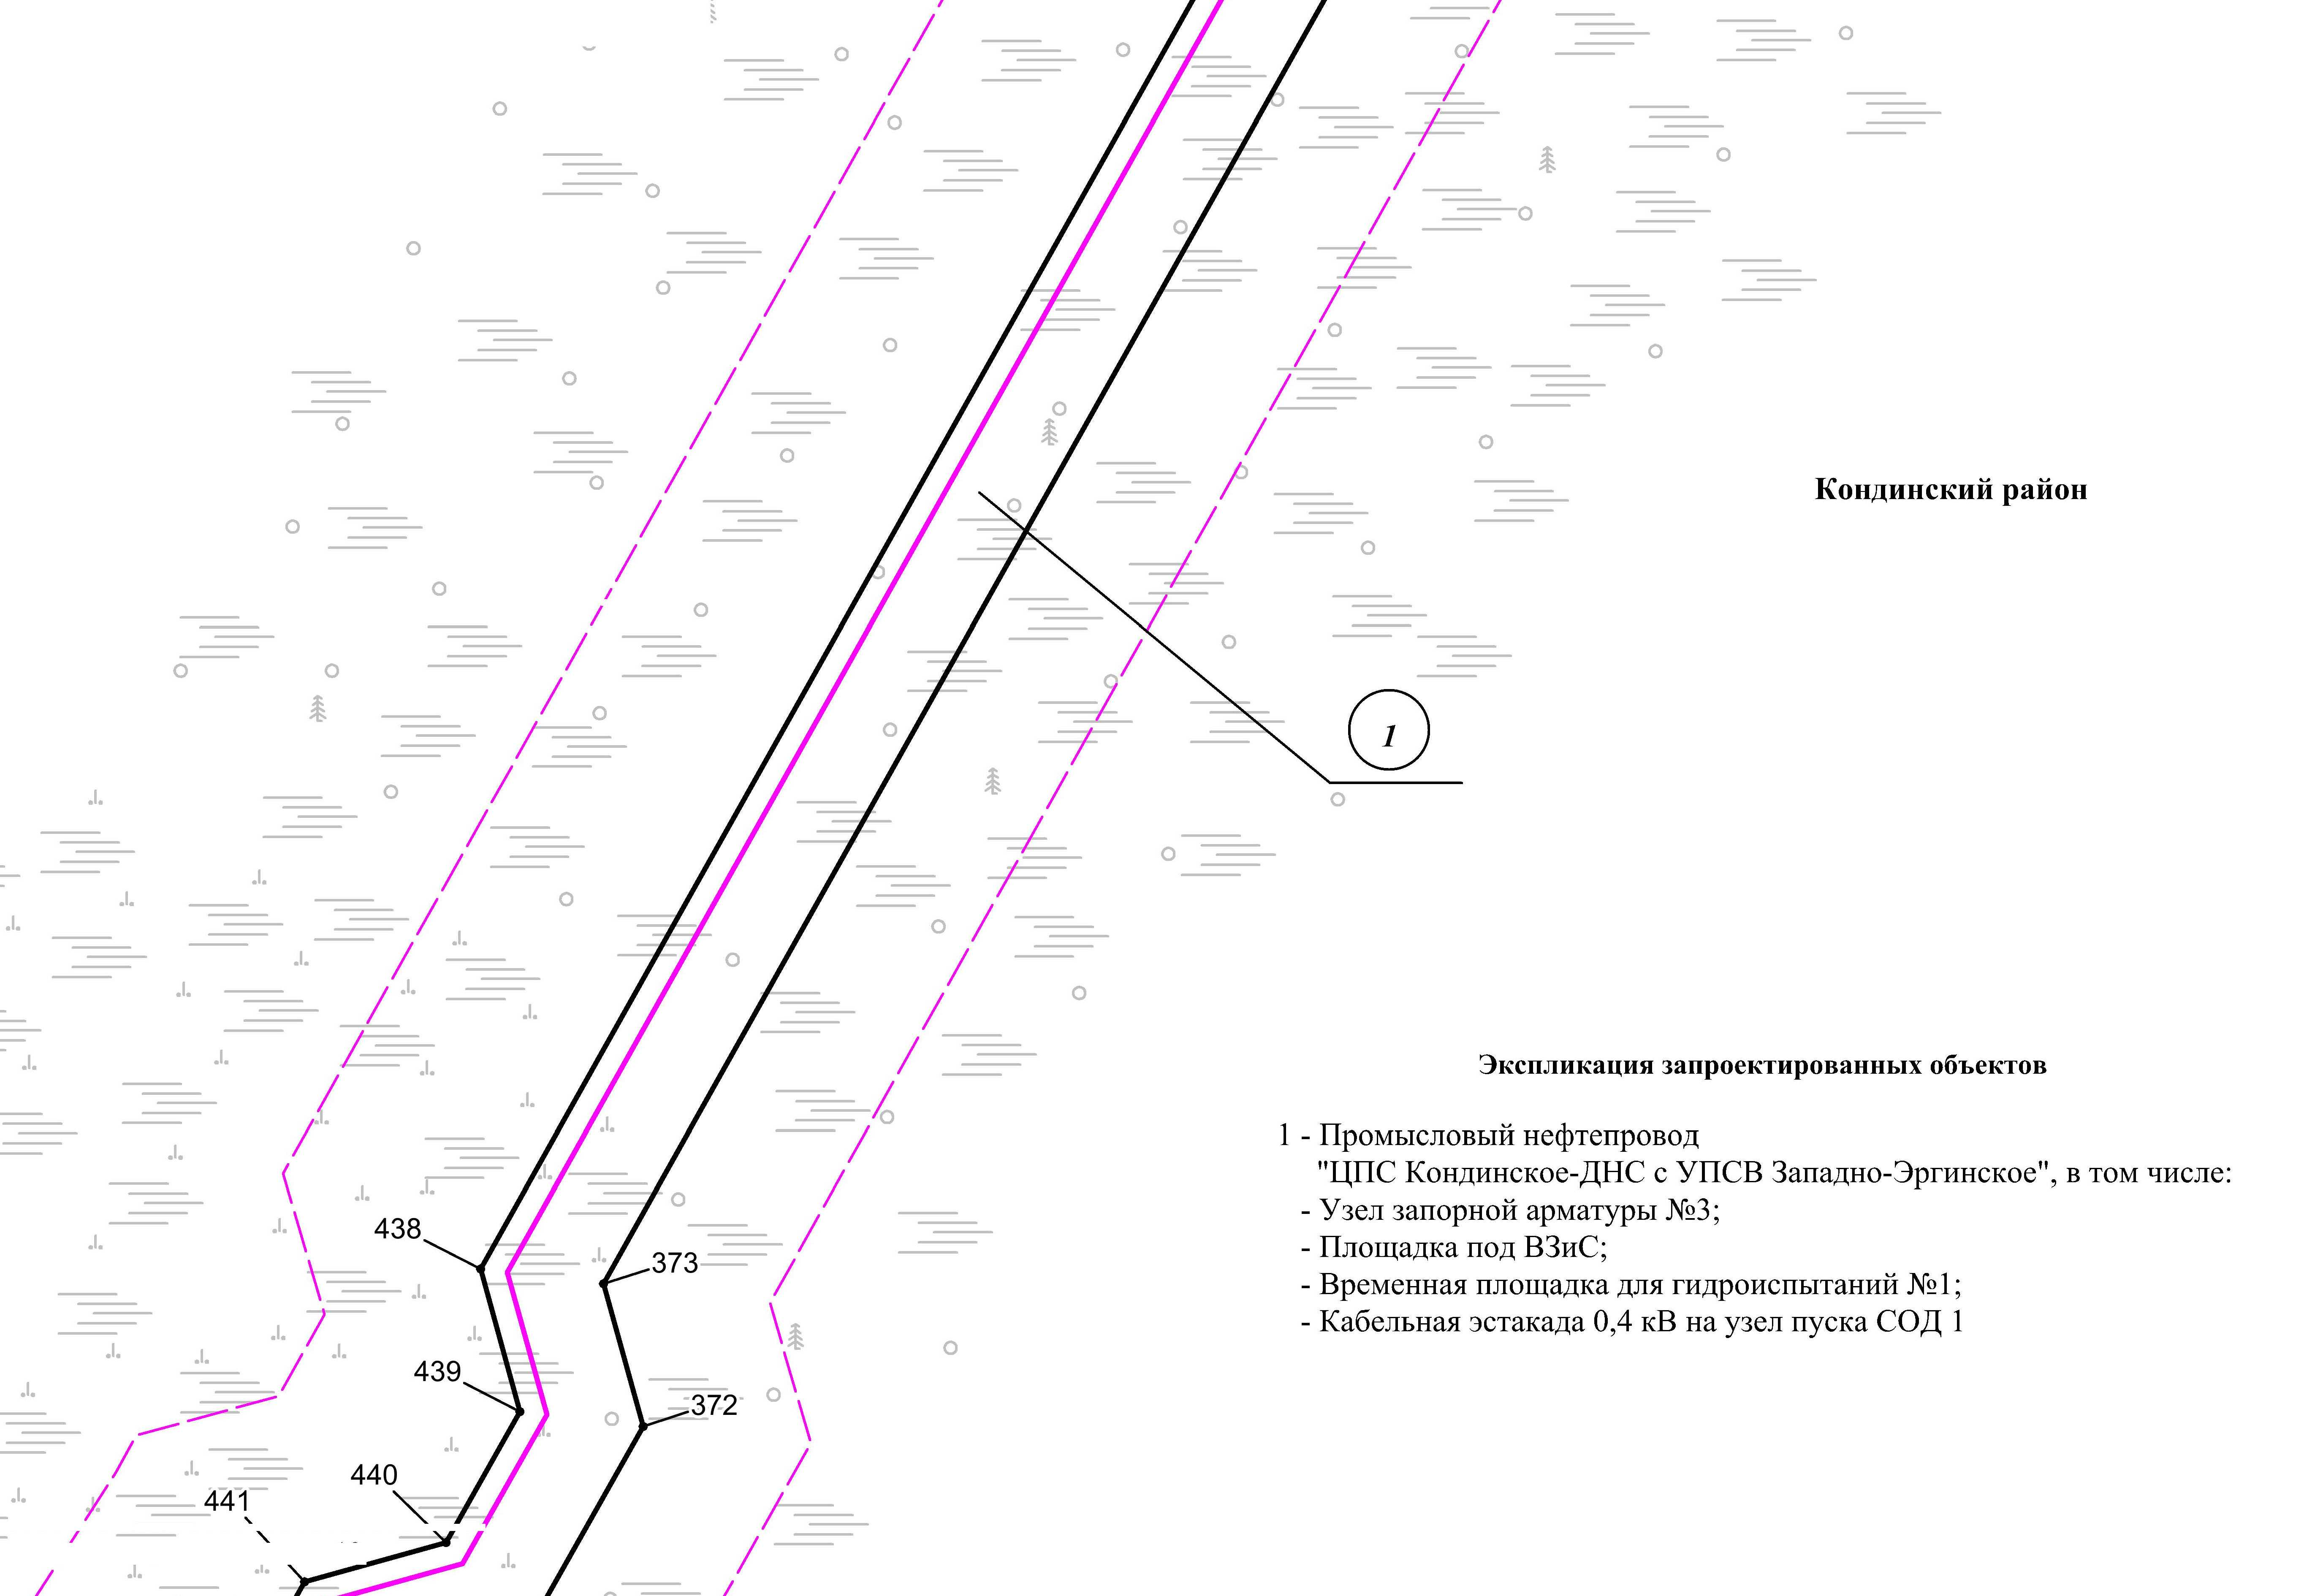 Кондинский район
1
Экспликация запроектированных объектов
1 - Промысловый нефтепровод
"ЦПС Кондинское-ДНС с УПСВ Западно-Эргинское", в том числе:
- Узел запорной арматуры №3;
- Площадка под ВЗиС;
- Временная площадка для гидроиспытаний №1;
- Кабельная эстакада 0,4 кВ на узел пуска СОД 1
438
373
439
372
440
441